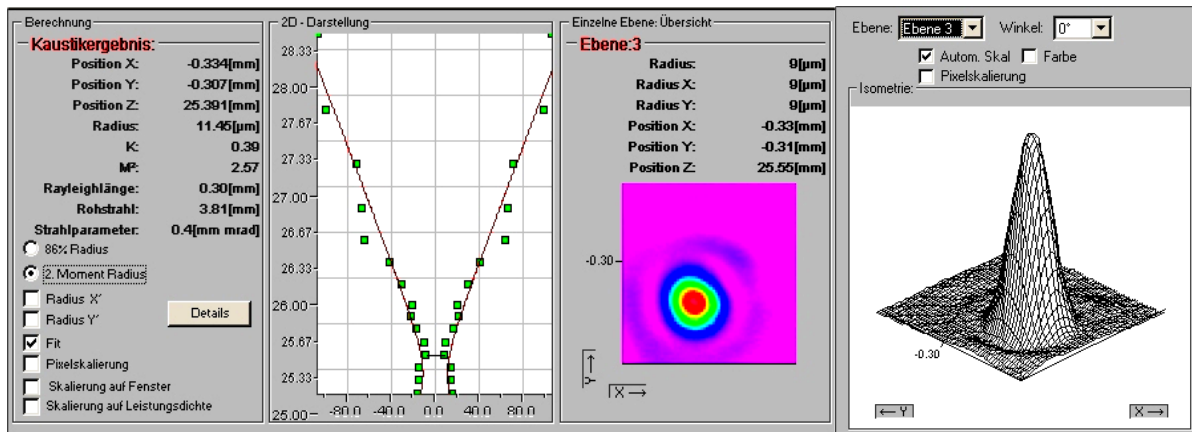 Berechnung
Kaustikergebnis:
Position X: -0.334[mm]
Position Y: -0.307[mm]
Position Z: 25.391[mm]
Radius: 11.45[µm]
K: 0.39
M²: 2.57
Rayleighlänge: 0.30[mm]
Rohstrahl: 3.81[mm]
Strahlparameter: 0.4[mm mrad]
86% Radius
2. Moment Radius
Radius X'
Radius Y'
Details
Fit
Pixelskalierung
Skalierung auf Fenster
Skalierung auf Leistungsdichte
2D - Darstellung
28.33
28.00
27.67
27.33
27.00
26.67
26.33
26.00
25.67
25.33
25.00
-80.0 -40.0 0.0 40.0 80.0
Einzelne Ebene: Übersicht
Ebene:3
Radius: 9[µm]
Radius X: 9[µm]
Radius Y: 9[µm]
Position X: -0.33[mm]
Position Y: -0.31[mm]
Position Z: 25.55[mm]
-0.30
Y →
X →
Ebene: Ebene 3 Winkel: 0°
Autom. Skal Farbe
Pixelskalierung
Isometrie:
-0.30
← Y
X →